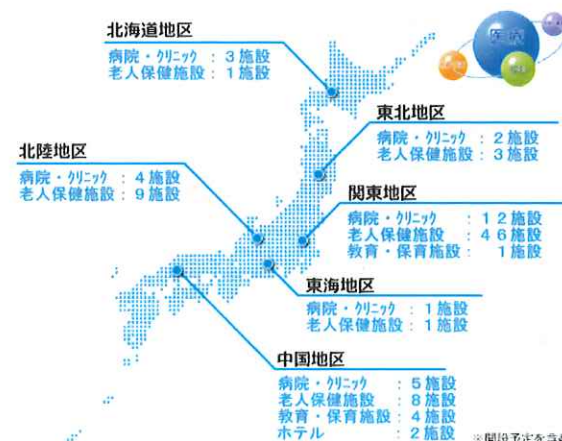 北海道地区
病院・クリニック : 3施設
老人保健施設 : 1施設
医療
東北地区
病院・クリニック : 2施設
老人保健施設 : 3施設
北陸地区
病院・クリニック : 4施設
老人保健施設 : 9施設
関東地区
病院・クリニック : 12施設
老人保健施設 : 46施設
教育・保育施設 : 1施設
東海地区
病院・クリニック : 1施設
老人保健施設 : 1施設
中国地区
病院・クリニック : 5施設
老人保健施設 : 8施設
教育・保育施設 : 4施設
ホテル : 2施設
※開設予定を含む